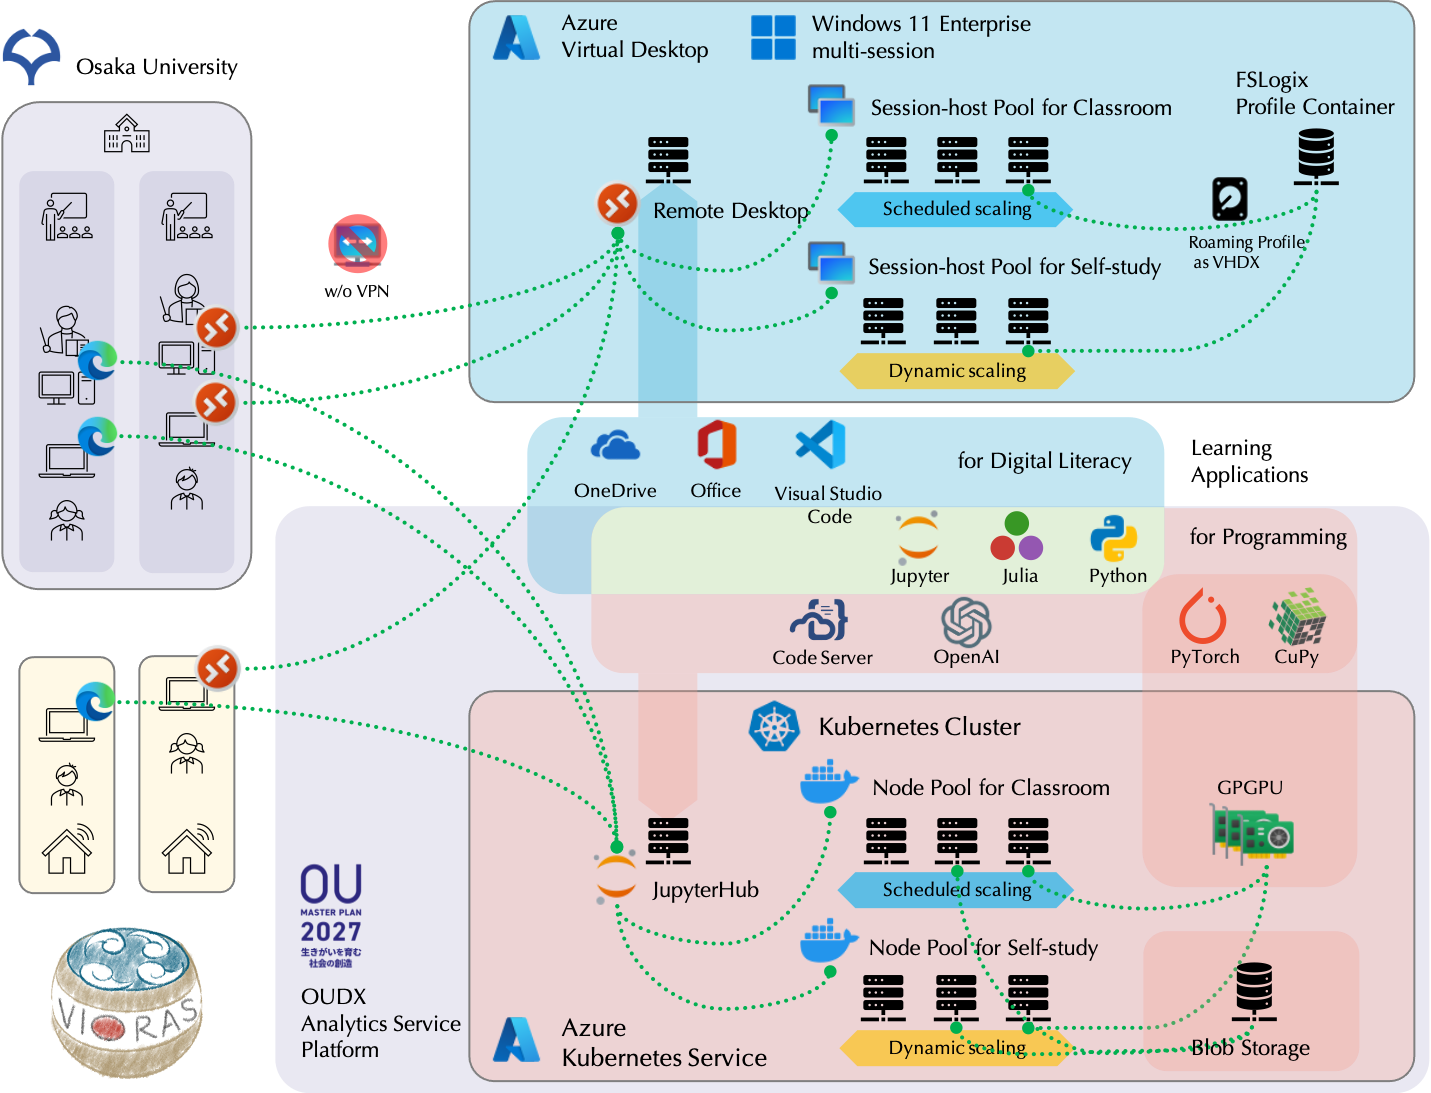 Osaka University
Azure
Virtual Desktop
Windows 11 Enterprise
multi-session
FSLogix
Profile Container
Session-host Pool for Classroom
Remote Desktop
Scheduled scaling
Roaming Profile
as VHDX
w/o VPN
Session-host Pool for Self-study
Dynamic scaling
OneDrive
Office
Visual Studio
Code
for Digital Literacy
Learning
Applications
Jupyter
Julia
Python
for Programming
Code Server
OpenAI
PyTorch
CuPy
Kubernetes Cluster
Node Pool for Classroom
GPGPU
JupyterHub
Scheduled scaling
Node Pool for Self-study
Dynamic scaling
Blob Storage
Azure
Kubernetes Service
OU
MASTER PLAN
2027
生きがいを育む
社会の創造
OUDX
Analytics Service
Platform
VIORAS